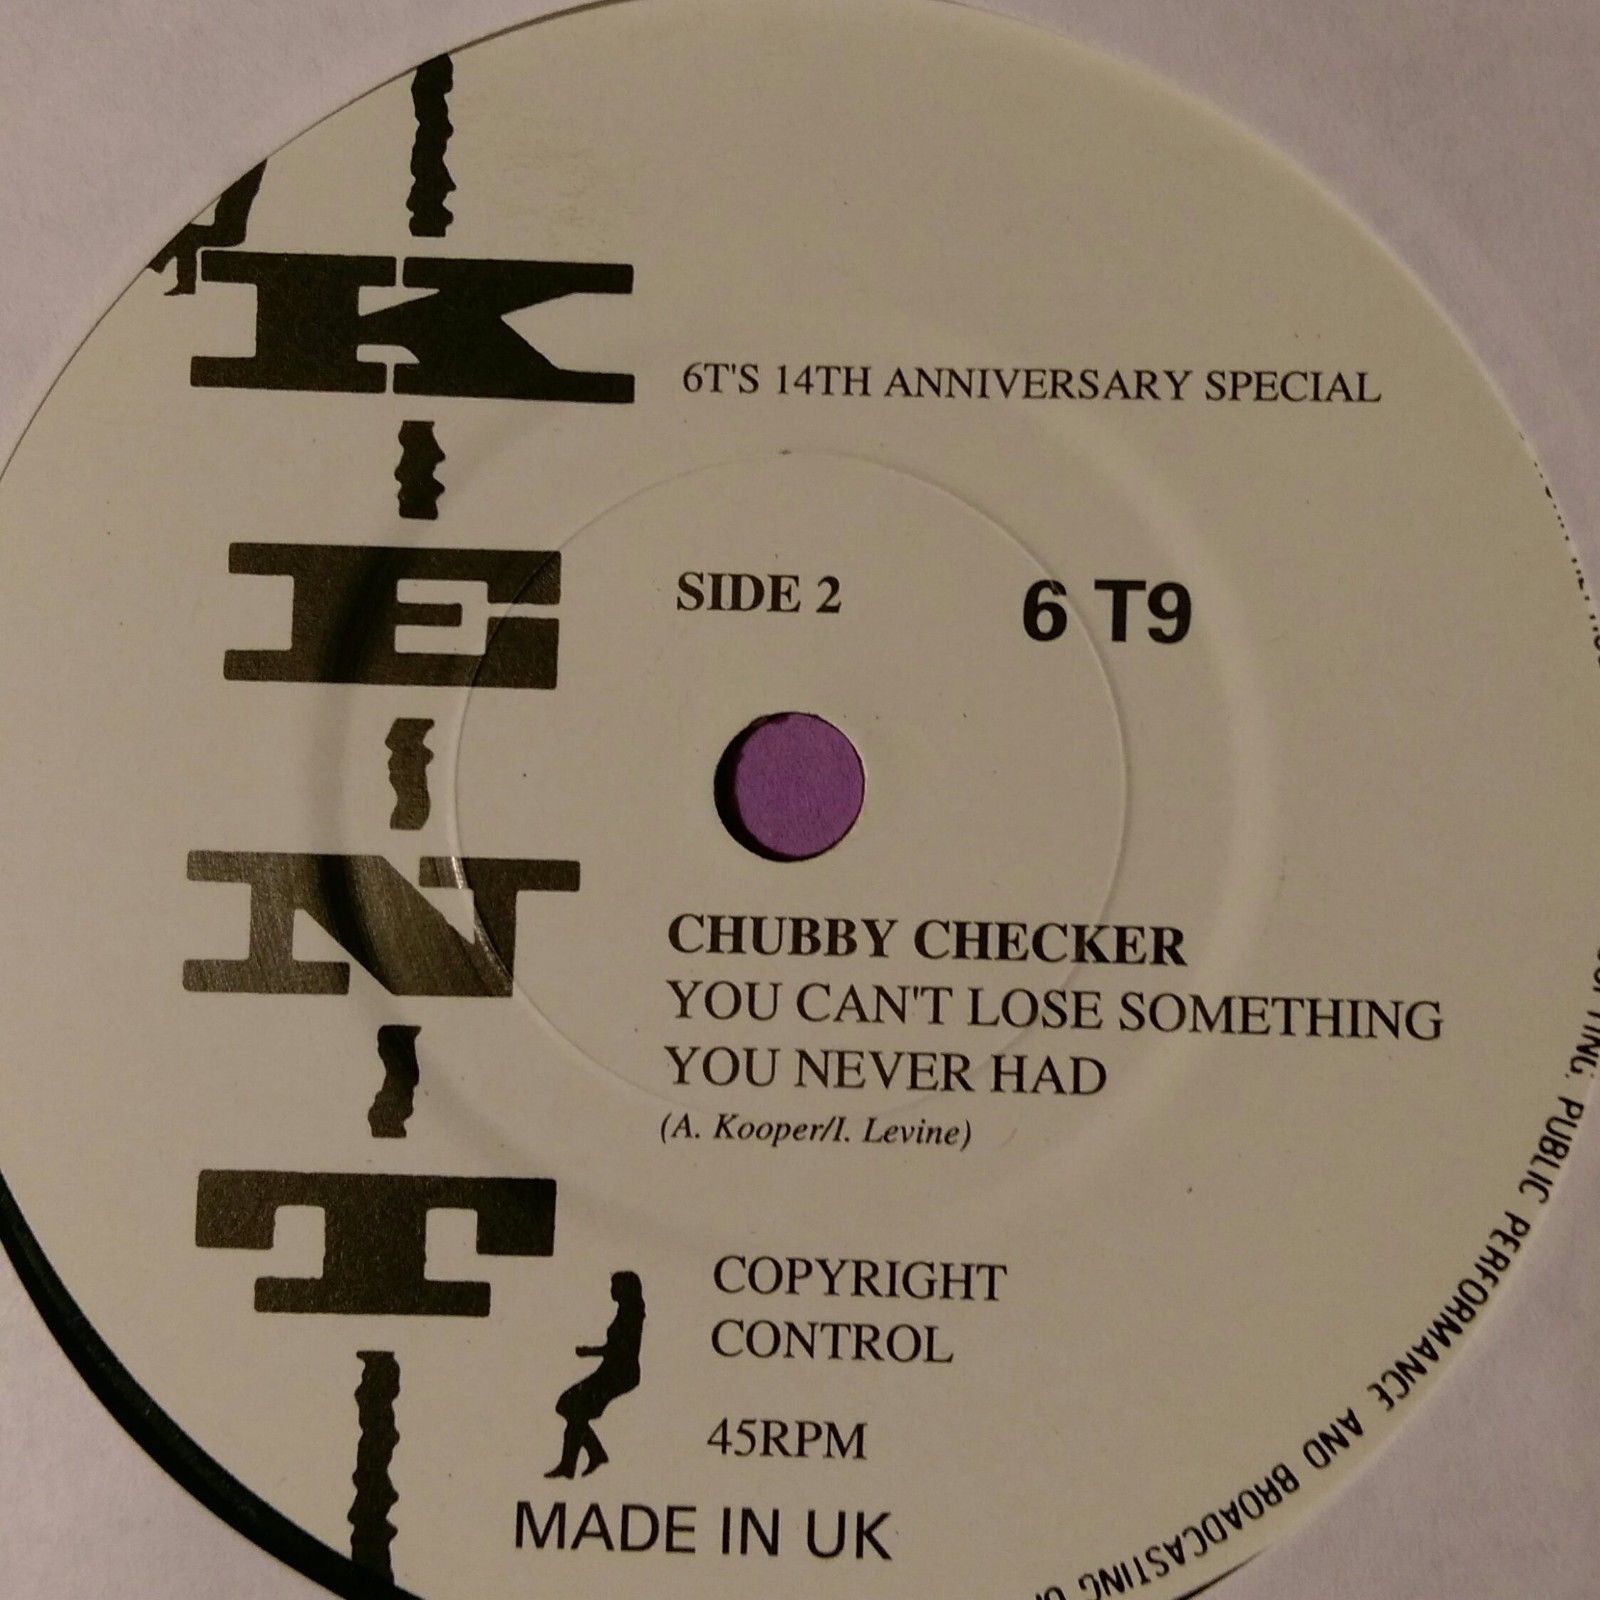 KENT
6T'S 14TH ANNIVERSARY SPECIAL
SIDE 2
6 T9
CHUBBY CHECKER
YOU CAN'T LOSE SOMETHING
YOU NEVER HAD
(A. Kooper/I. Levine)
COPYRIGHT
CONTROL
45RPM
MADE IN UK
PUBLIC PERFORMANCE AND BROADCASTING